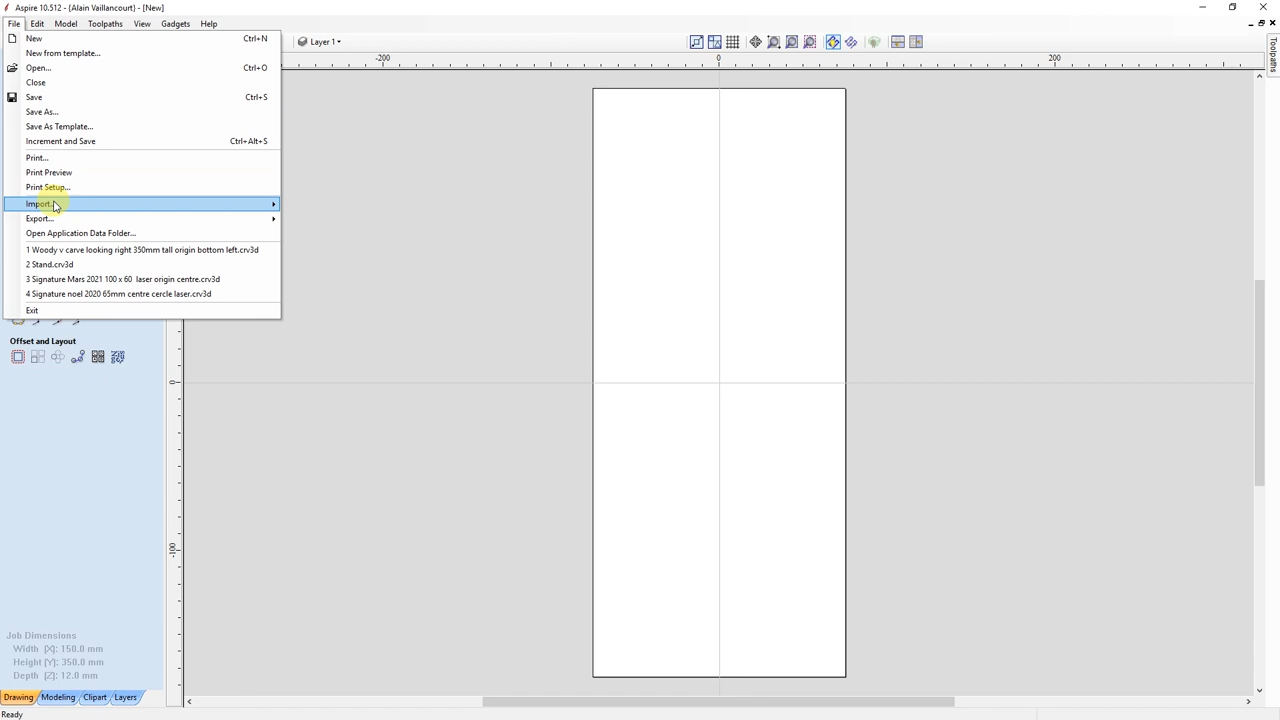 Aspire 10.512 - {Alain Vaillancourt} - [New]
File Edit Model Toolpaths View Gadgets Help
New Ctrl+N
New from template...
Open... Ctrl+O
Close
Save Ctrl+S
Save As...
Save As Template...
Increment and Save Ctrl+Alt+S
Print...
Print Preview
Print Setup...
Import...
Export...
Open Application Data Folder...
1 Woody v carve looking right 350mm tall origin bottom left.crv3d
2 Stand.crv3d
3 Signature Mars 2021 100 x 60 laser origin centre.crv3d
4 Signature noel 2020 65mm centre cercle laser.crv3d
Exit
Layer 1
-200 0 200
0
-100
Toolpaths
Offset and Layout
Job Dimensions
Width [X]: 150.0 mm
Height [Y]: 350.0 mm
Depth [Z]: 12.0 mm
Drawing Modeling Clipart Layers
Ready